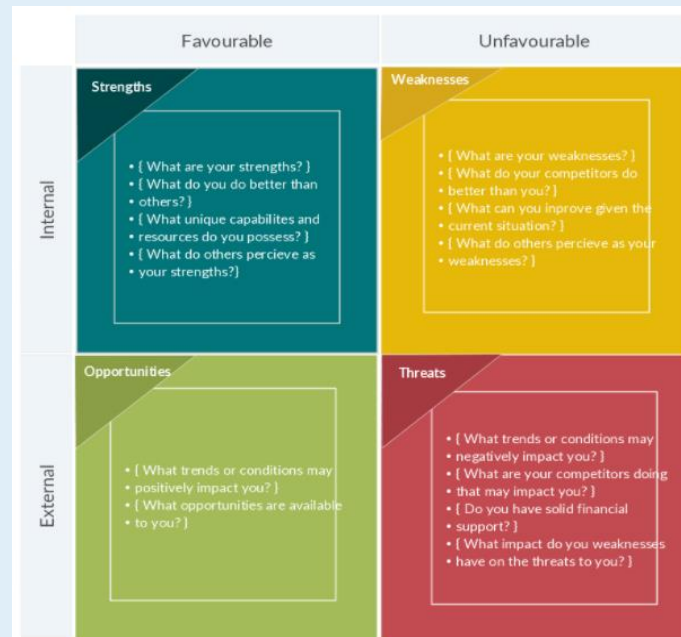 Favourable
Unfavourable
Internal
Strengths
• { What are your strengths? }
• { What do you do better than
• others? }
• { What unique capabilites and
• resources do you possess? }
• { What do others percieve as
• your strengths?}
Weaknesses
• { What are your weaknesses? }
• { What do your competitors do
• better than you? }
• { What can you inprove given the
• current situation? }
• { What do others percieve as your
• weaknesses? }
External
Opportunities
• { What trends or conditions may
• positively impact you? }
• { What opportunities are available
• to you? }
Threats
• { What trends or conditions may
• negatively impact you? }
• { What are your competitors doing
• that may impact you? }
• { Do you have solid financial
• support? }
• { What impact do you weaknesses
• have on the threats to you? }